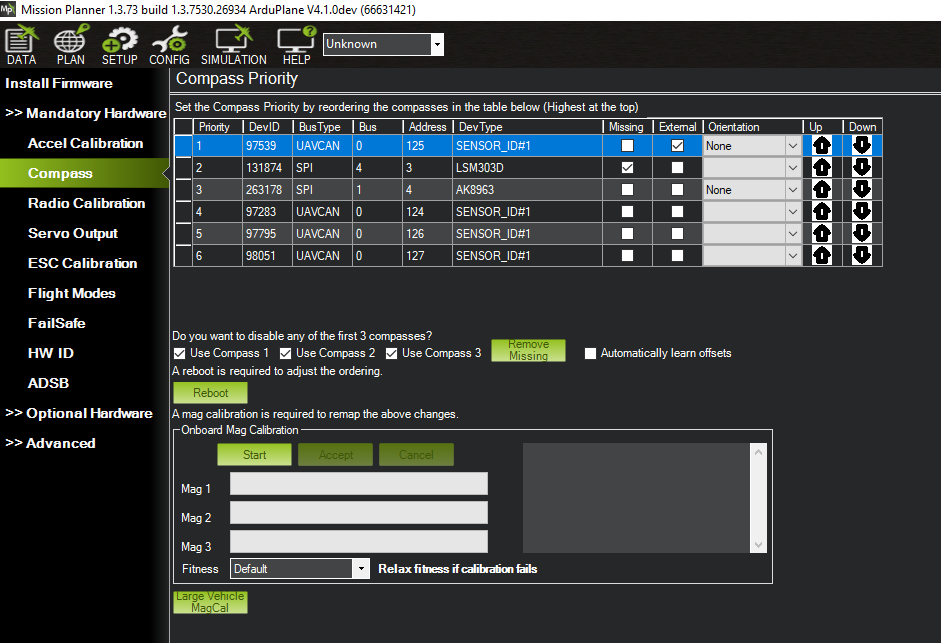 Mission Planner 1.3.73 build 1.3.7530.26934 ArduPlane V4.1.0dev (66631421)
DATA PLAN SETUP CONFIG SIMULATION HELP Unknown
Install Firmware
>> Mandatory Hardware
Accel Calibration
Compass
Radio Calibration
Servo Output
ESC Calibration
Flight Modes
FailSafe
HW ID
ADSB
>> Optional Hardware
>> Advanced
Compass Priority
Set the Compass Priority by reordering the compasses in the table below (Highest at the top)
Priority DevID BusType Bus Address DevType Missing External Orientation Up Down
1 97539 UAVCAN 0 125 SENSOR_ID#1 None
2 131874 SPI 4 3 LSM303D
3 263178 SPI 1 4 AK8963 None
4 97283 UAVCAN 0 124 SENSOR_ID#1
5 97795 UAVCAN 0 126 SENSOR_ID#1
6 98051 UAVCAN 0 127 SENSOR_ID#1
Do you want to disable any of the first 3 compasses?
Use Compass 1 Use Compass 2 Use Compass 3 Remove Missing Automatically learn offsets
A reboot is required to adjust the ordering.
Reboot
A mag calibration is required to remap the above changes.
Onboard Mag Calibration
Start Accept Cancel
Mag 1
Mag 2
Mag 3
Fitness Default Relax fitness if calibration fails
Large Vehicle
MagCal